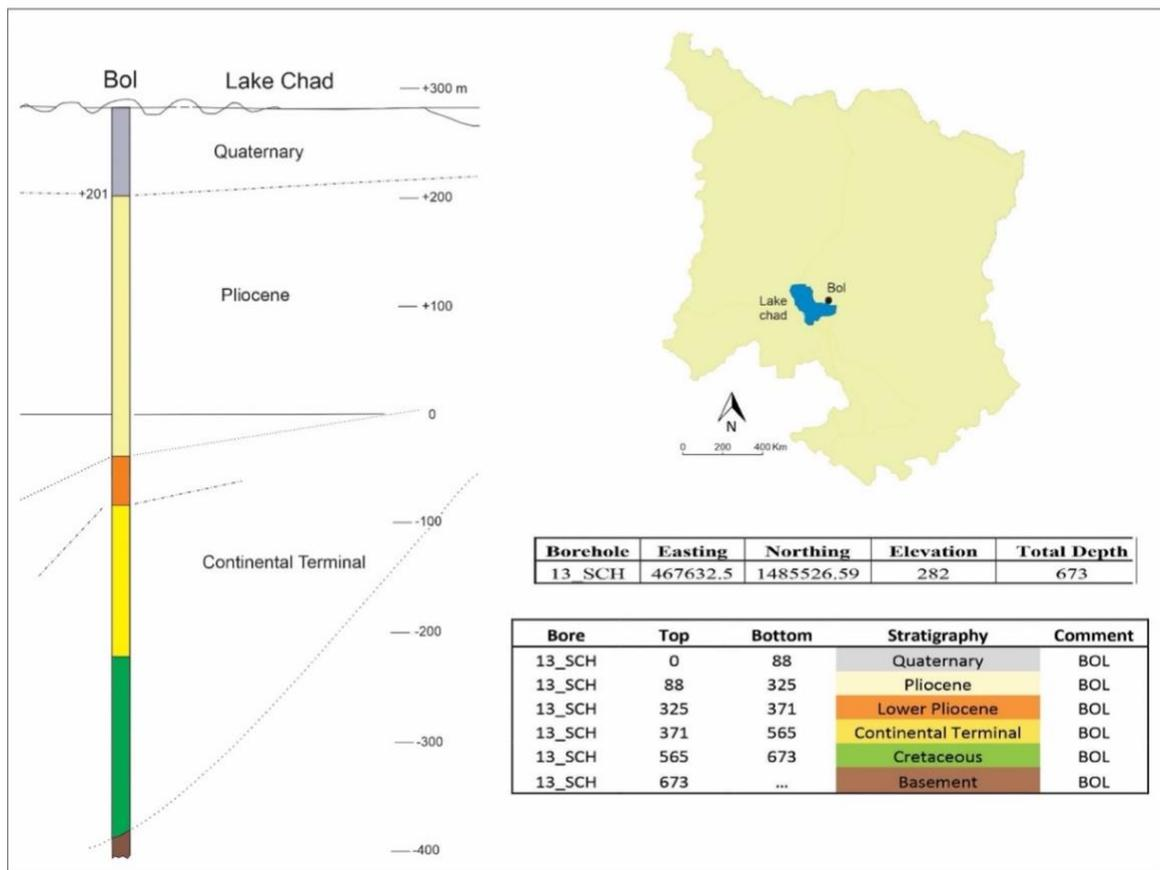 Bol
Lake Chad
+300 m
Quaternary
+201
+200
Pliocene
+100
0
-100
Continental Terminal
-200
-300
-400
Bol
Lake
chad
N
0 200 400 Km
Borehole Easting Northing Elevation Total Depth
13_SCH 467632.5 1485526.59 282 673
Bore Top Bottom Stratigraphy Comment
13_SCH 0 88 Quaternary BOL
13_SCH 88 325 Pliocene BOL
13_SCH 325 371 Lower Pliocene BOL
13_SCH 371 565 Continental Terminal BOL
13_SCH 565 673 Cretaceous BOL
13_SCH 673 ... Basement BOL